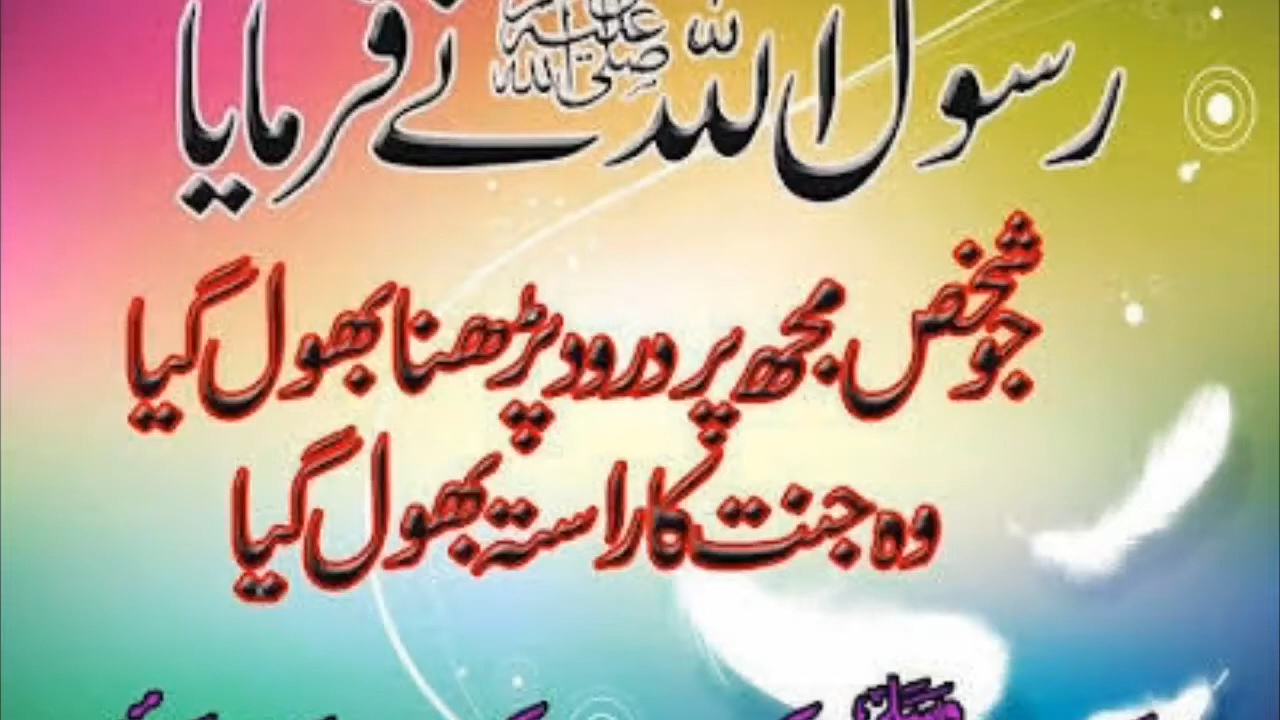 رسول اللہ ﷺ نے فرمایا
جو شخص مجھ پر درود پڑھنا بھول گیا
وہ جنت کا راستہ بھول گیا